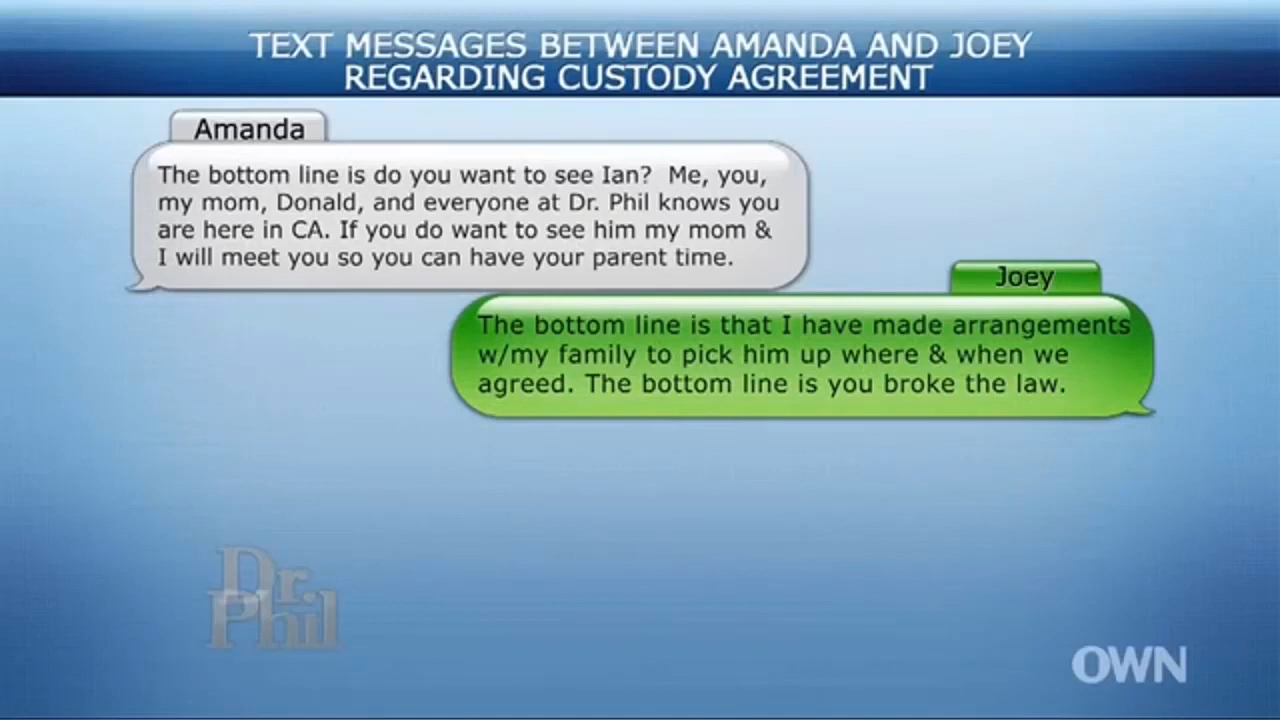 TEXT MESSAGES BETWEEN AMANDA AND JOEY
REGARDING CUSTODY AGREEMENT
Amanda
The bottom line is do you want to see Ian?  Me, you,
my mom, Donald, and everyone at Dr. Phil knows you
are here in CA. If you do want to see him my mom &
I will meet you so you can have your parent time.
Joey
The bottom line is that I have made arrangements
w/my family to pick him up where & when we
agreed. The bottom line is you broke the law.
Dr.
Phil
OWN